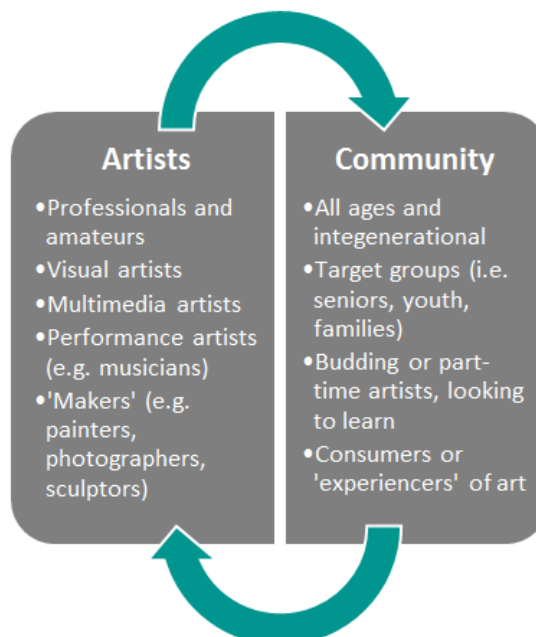 Artists
•Professionals and
amateurs
•Visual artists
•Multimedia artists
•Performance artists
(e.g. musicians)
•'Makers' (e.g.
painters,
photographers,
sculptors)
Community
•All ages and
integenerational
•Target groups (i.e.
seniors, youth,
families)
•Budding or part-
time artists, looking
to learn
•Consumers or
'experiencers' of art